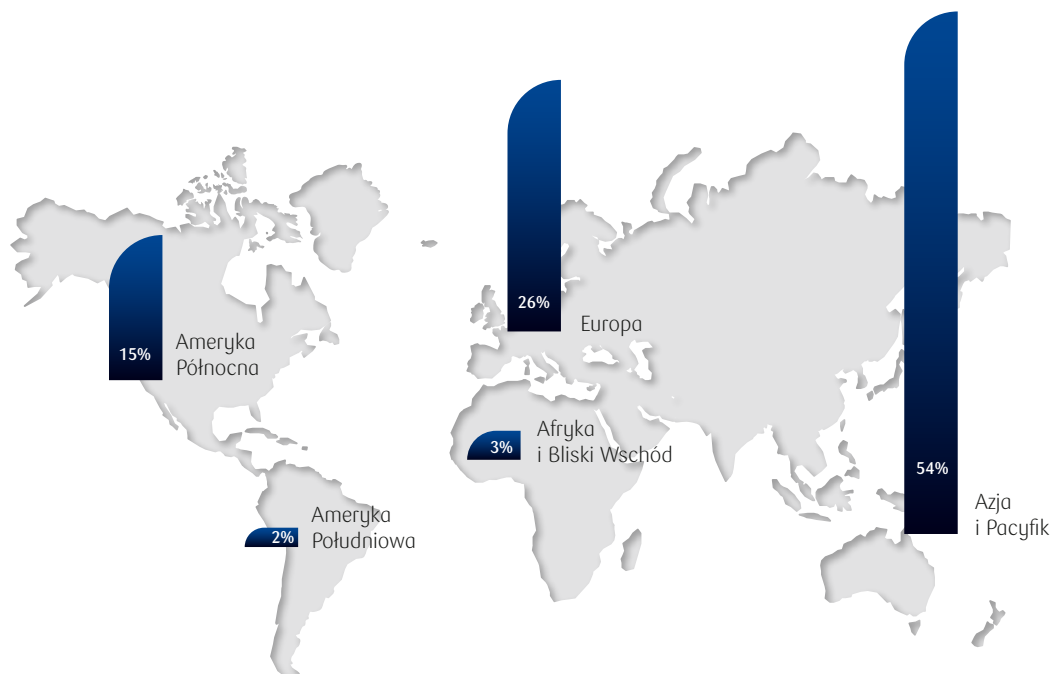 15%
Ameryka
Północna
26%
Europa
3%
Afryka
i Bliski Wschód
54%
Azja
i Pacyfik
2%
Ameryka
Południowa